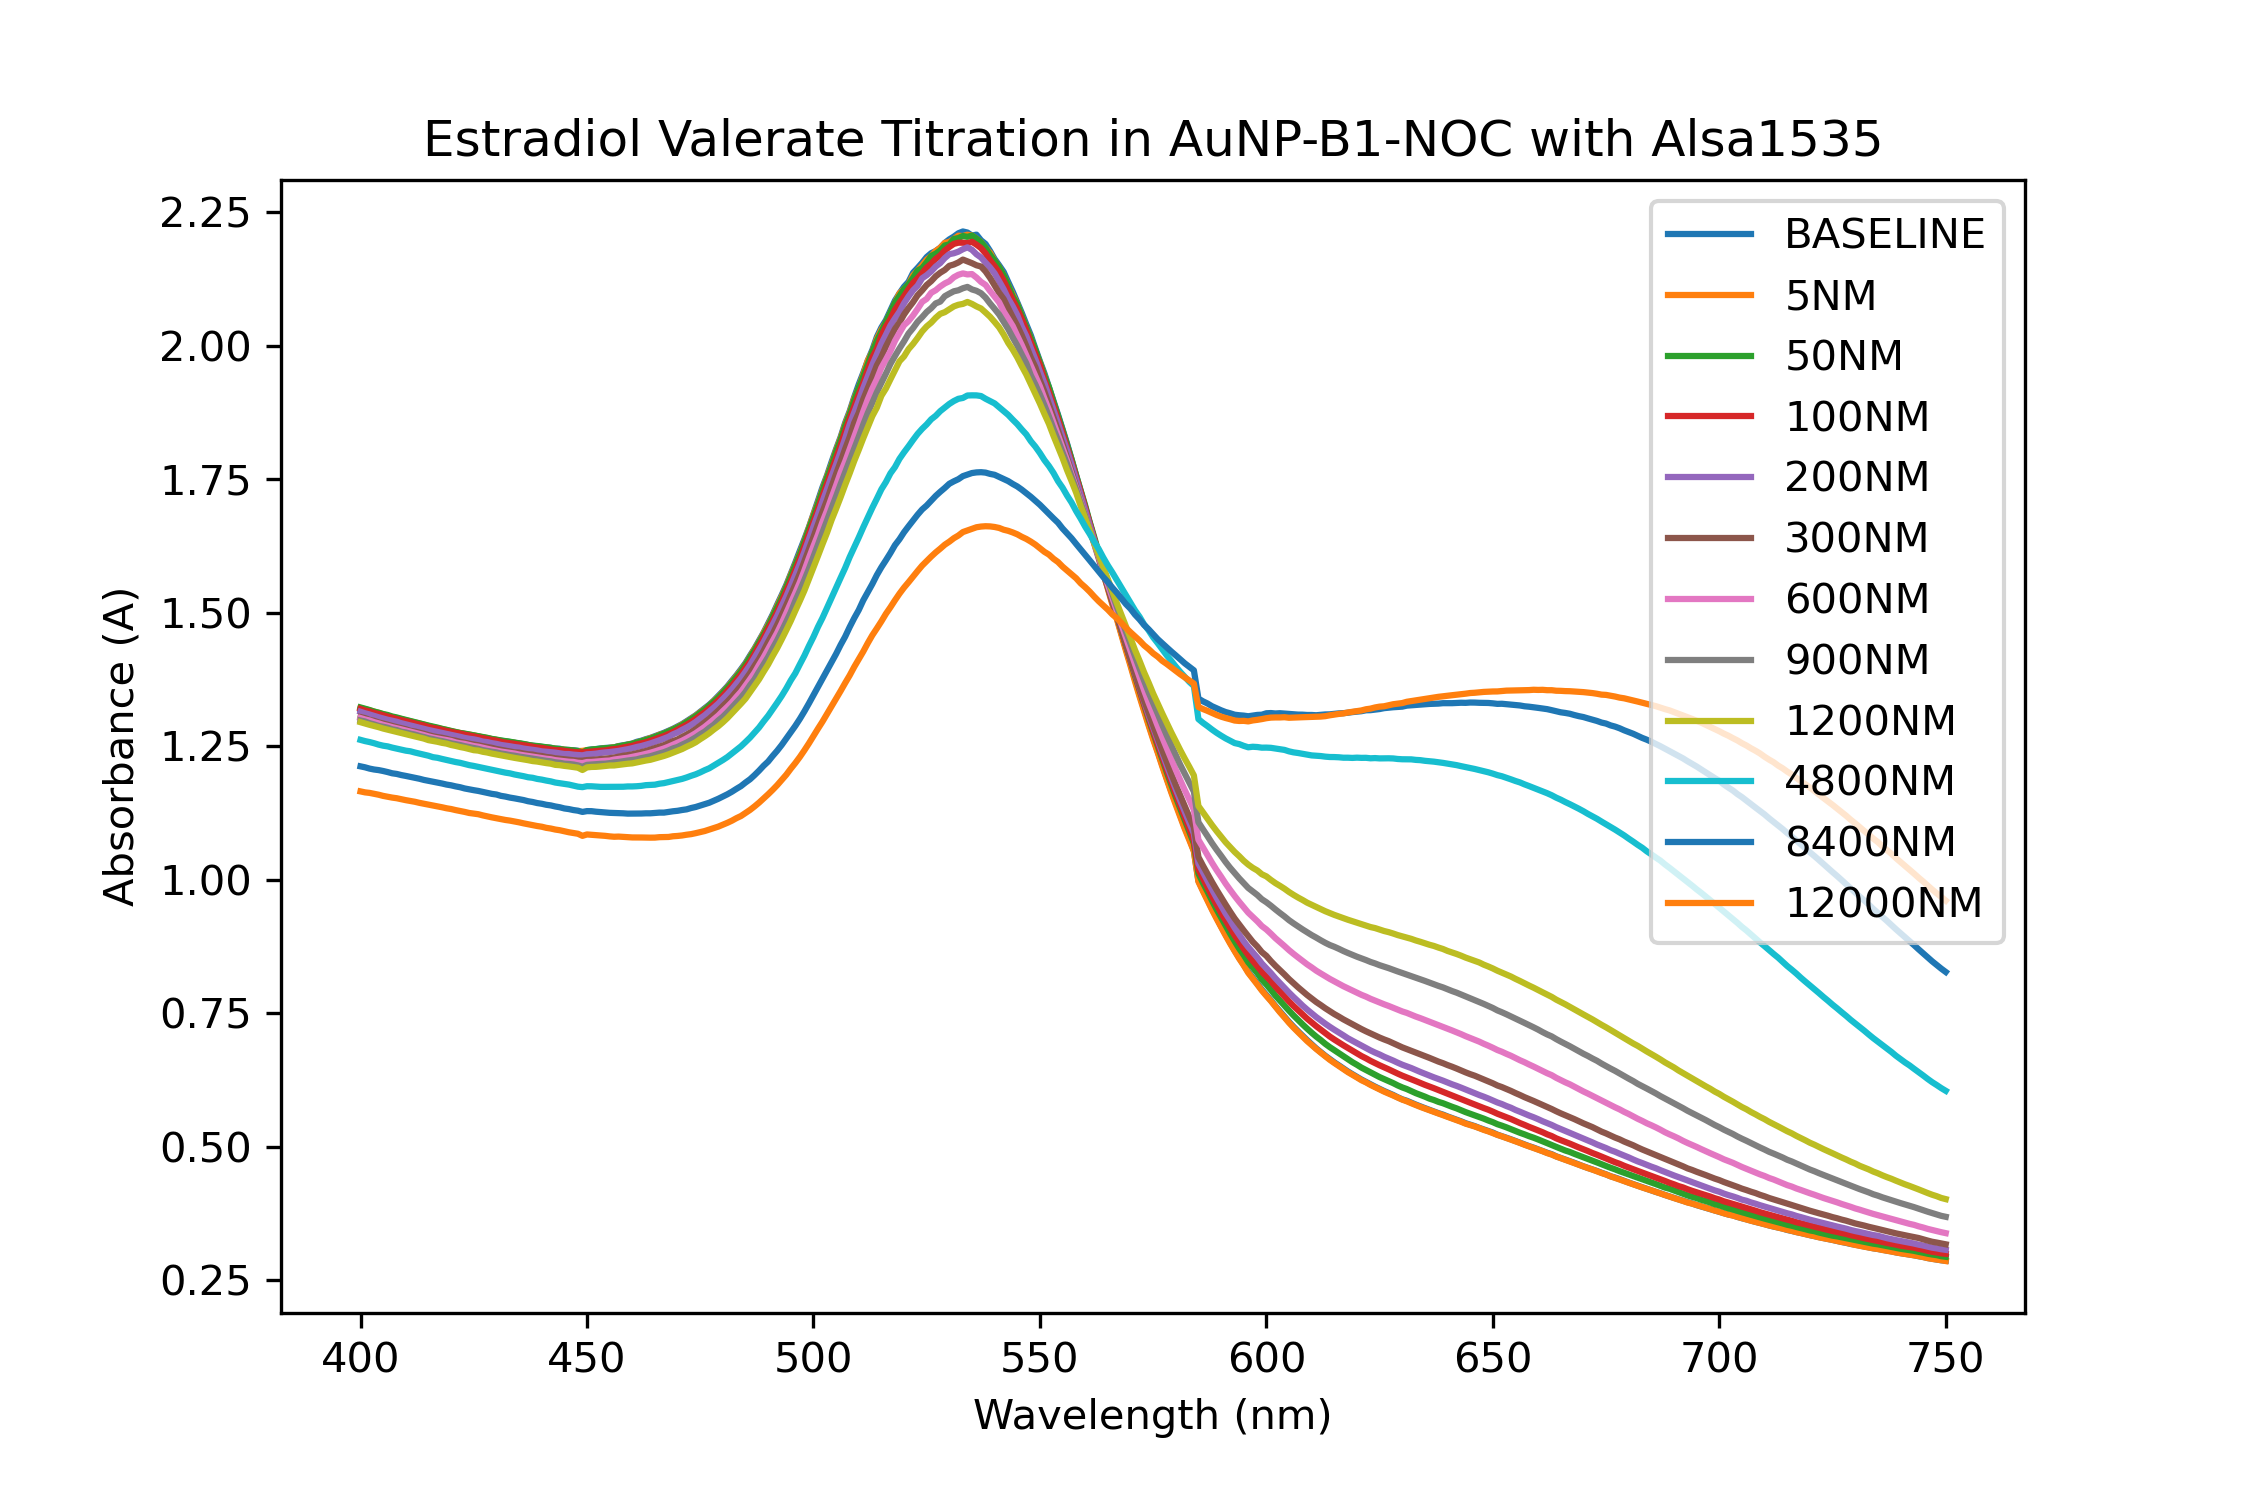 Estradiol Valerate Titration in AuNP-B1-NOC with Alsa1535
2.25
2.00
1.75
1.50
1.25
1.00
0.75
0.50
0.25
Absorbance (A)
BASELINE
5NM
50NM
100NM
200NM
300NM
600NM
900NM
1200NM
4800NM
8400NM
12000NM
400 450 500 550 600 650 700 750
Wavelength (nm)